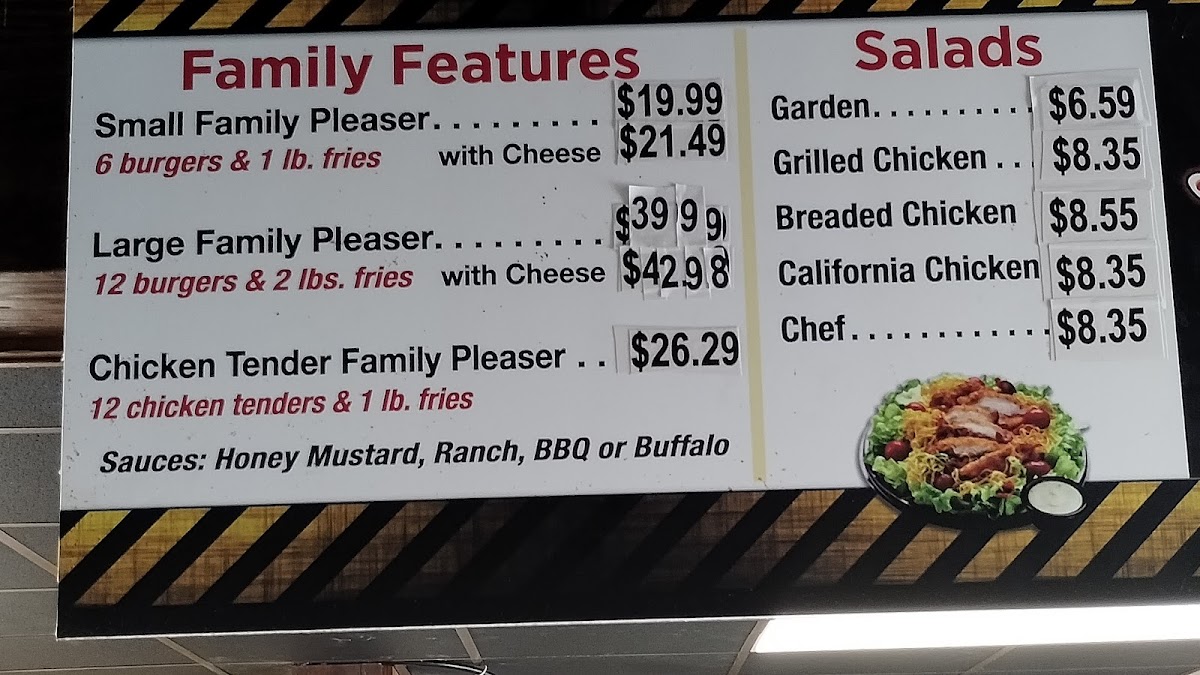 Family Features
Small Family Pleaser......... $19.99
6 burgers & 1 lb. fries with Cheese $21.49
Large Family Pleaser......... $39 9 9
12 burgers & 2 lbs. fries with Cheese $42.98
Chicken Tender Family Pleaser .. $26.29
12 chicken tenders & 1 lb. fries
Sauces: Honey Mustard, Ranch, BBQ or Buffalo
Salads
Garden.......... $6.59
Grilled Chicken ... $8.35
Breaded Chicken $8.55
California Chicken $8.35
Chef............ $8.35